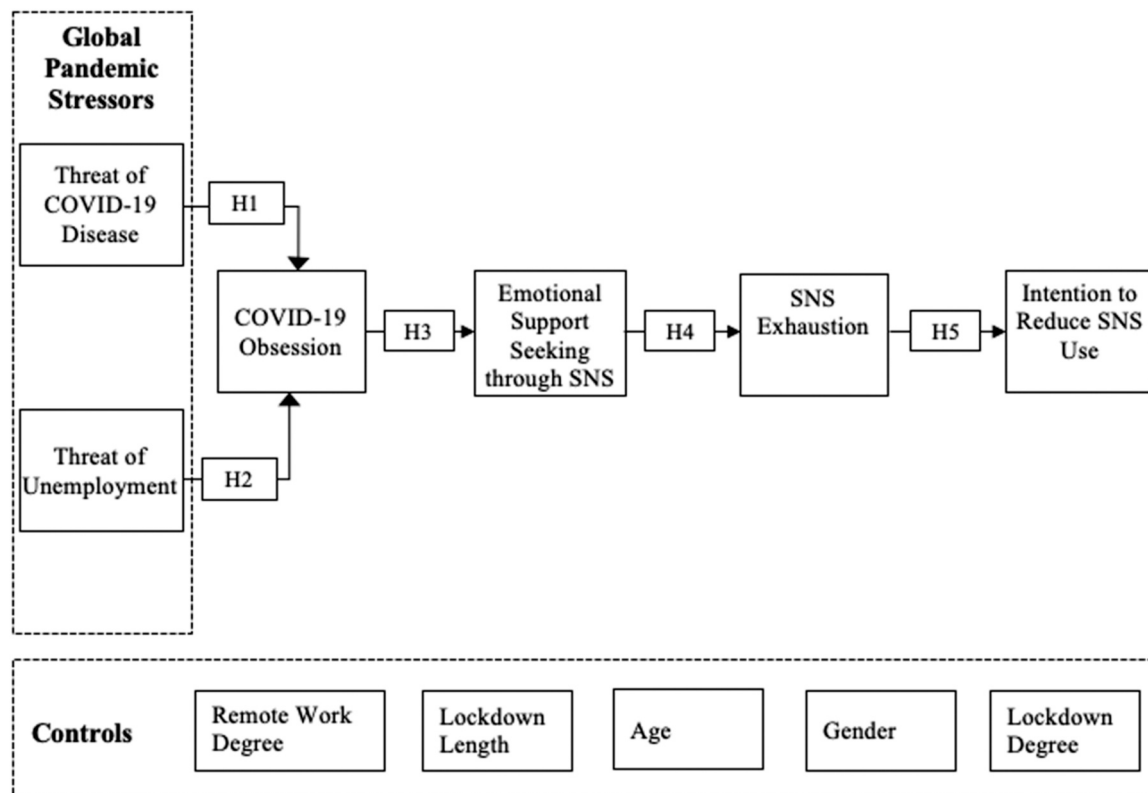 Global
Pandemic
Stressors
Threat of
COVID-19
Disease
H1
COVID-19
Obsession
H3
Emotional
Support
Seeking
through SNS
H4
SNS
Exhaustion
H5
Intention to
Reduce SNS
Use
Threat of
Unemployment
H2
Controls
Remote Work
Degree
Lockdown
Length
Age
Gender
Lockdown
Degree